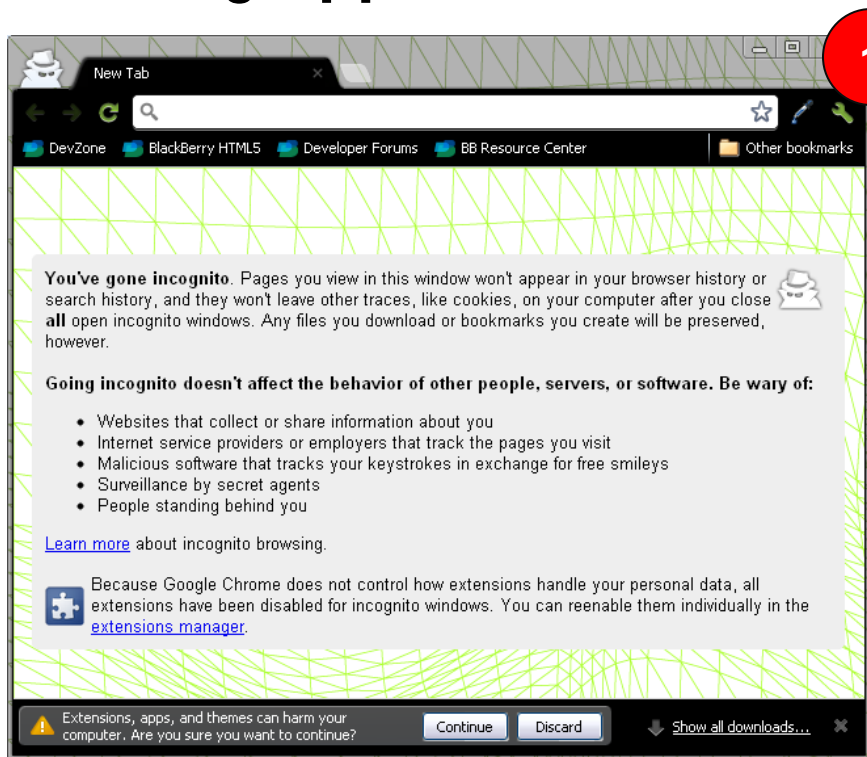 New Tab
DevZone BlackBerry HTML5 Developer Forums BB Resource Center Other bookmarks
You've gone incognito. Pages you view in this window won't appear in your browser history or
search history, and they won't leave other traces, like cookies, on your computer after you close
all open incognito windows. Any files you download or bookmarks you create will be preserved,
however.
Going incognito doesn't affect the behavior of other people, servers, or software. Be wary of:
• Websites that collect or share information about you
• Internet service providers or employers that track the pages you visit
• Malicious software that tracks your keystrokes in exchange for free smileys
• Surveillance by secret agents
• People standing behind you
Learn more about incognito browsing.
Because Google Chrome does not control how extensions handle your personal data, all
extensions have been disabled for incognito windows. You can reenable them individually in the
extensions manager.
Extensions, apps, and themes can harm your
computer. Are you sure you want to continue?
Continue Discard Show all downloads...